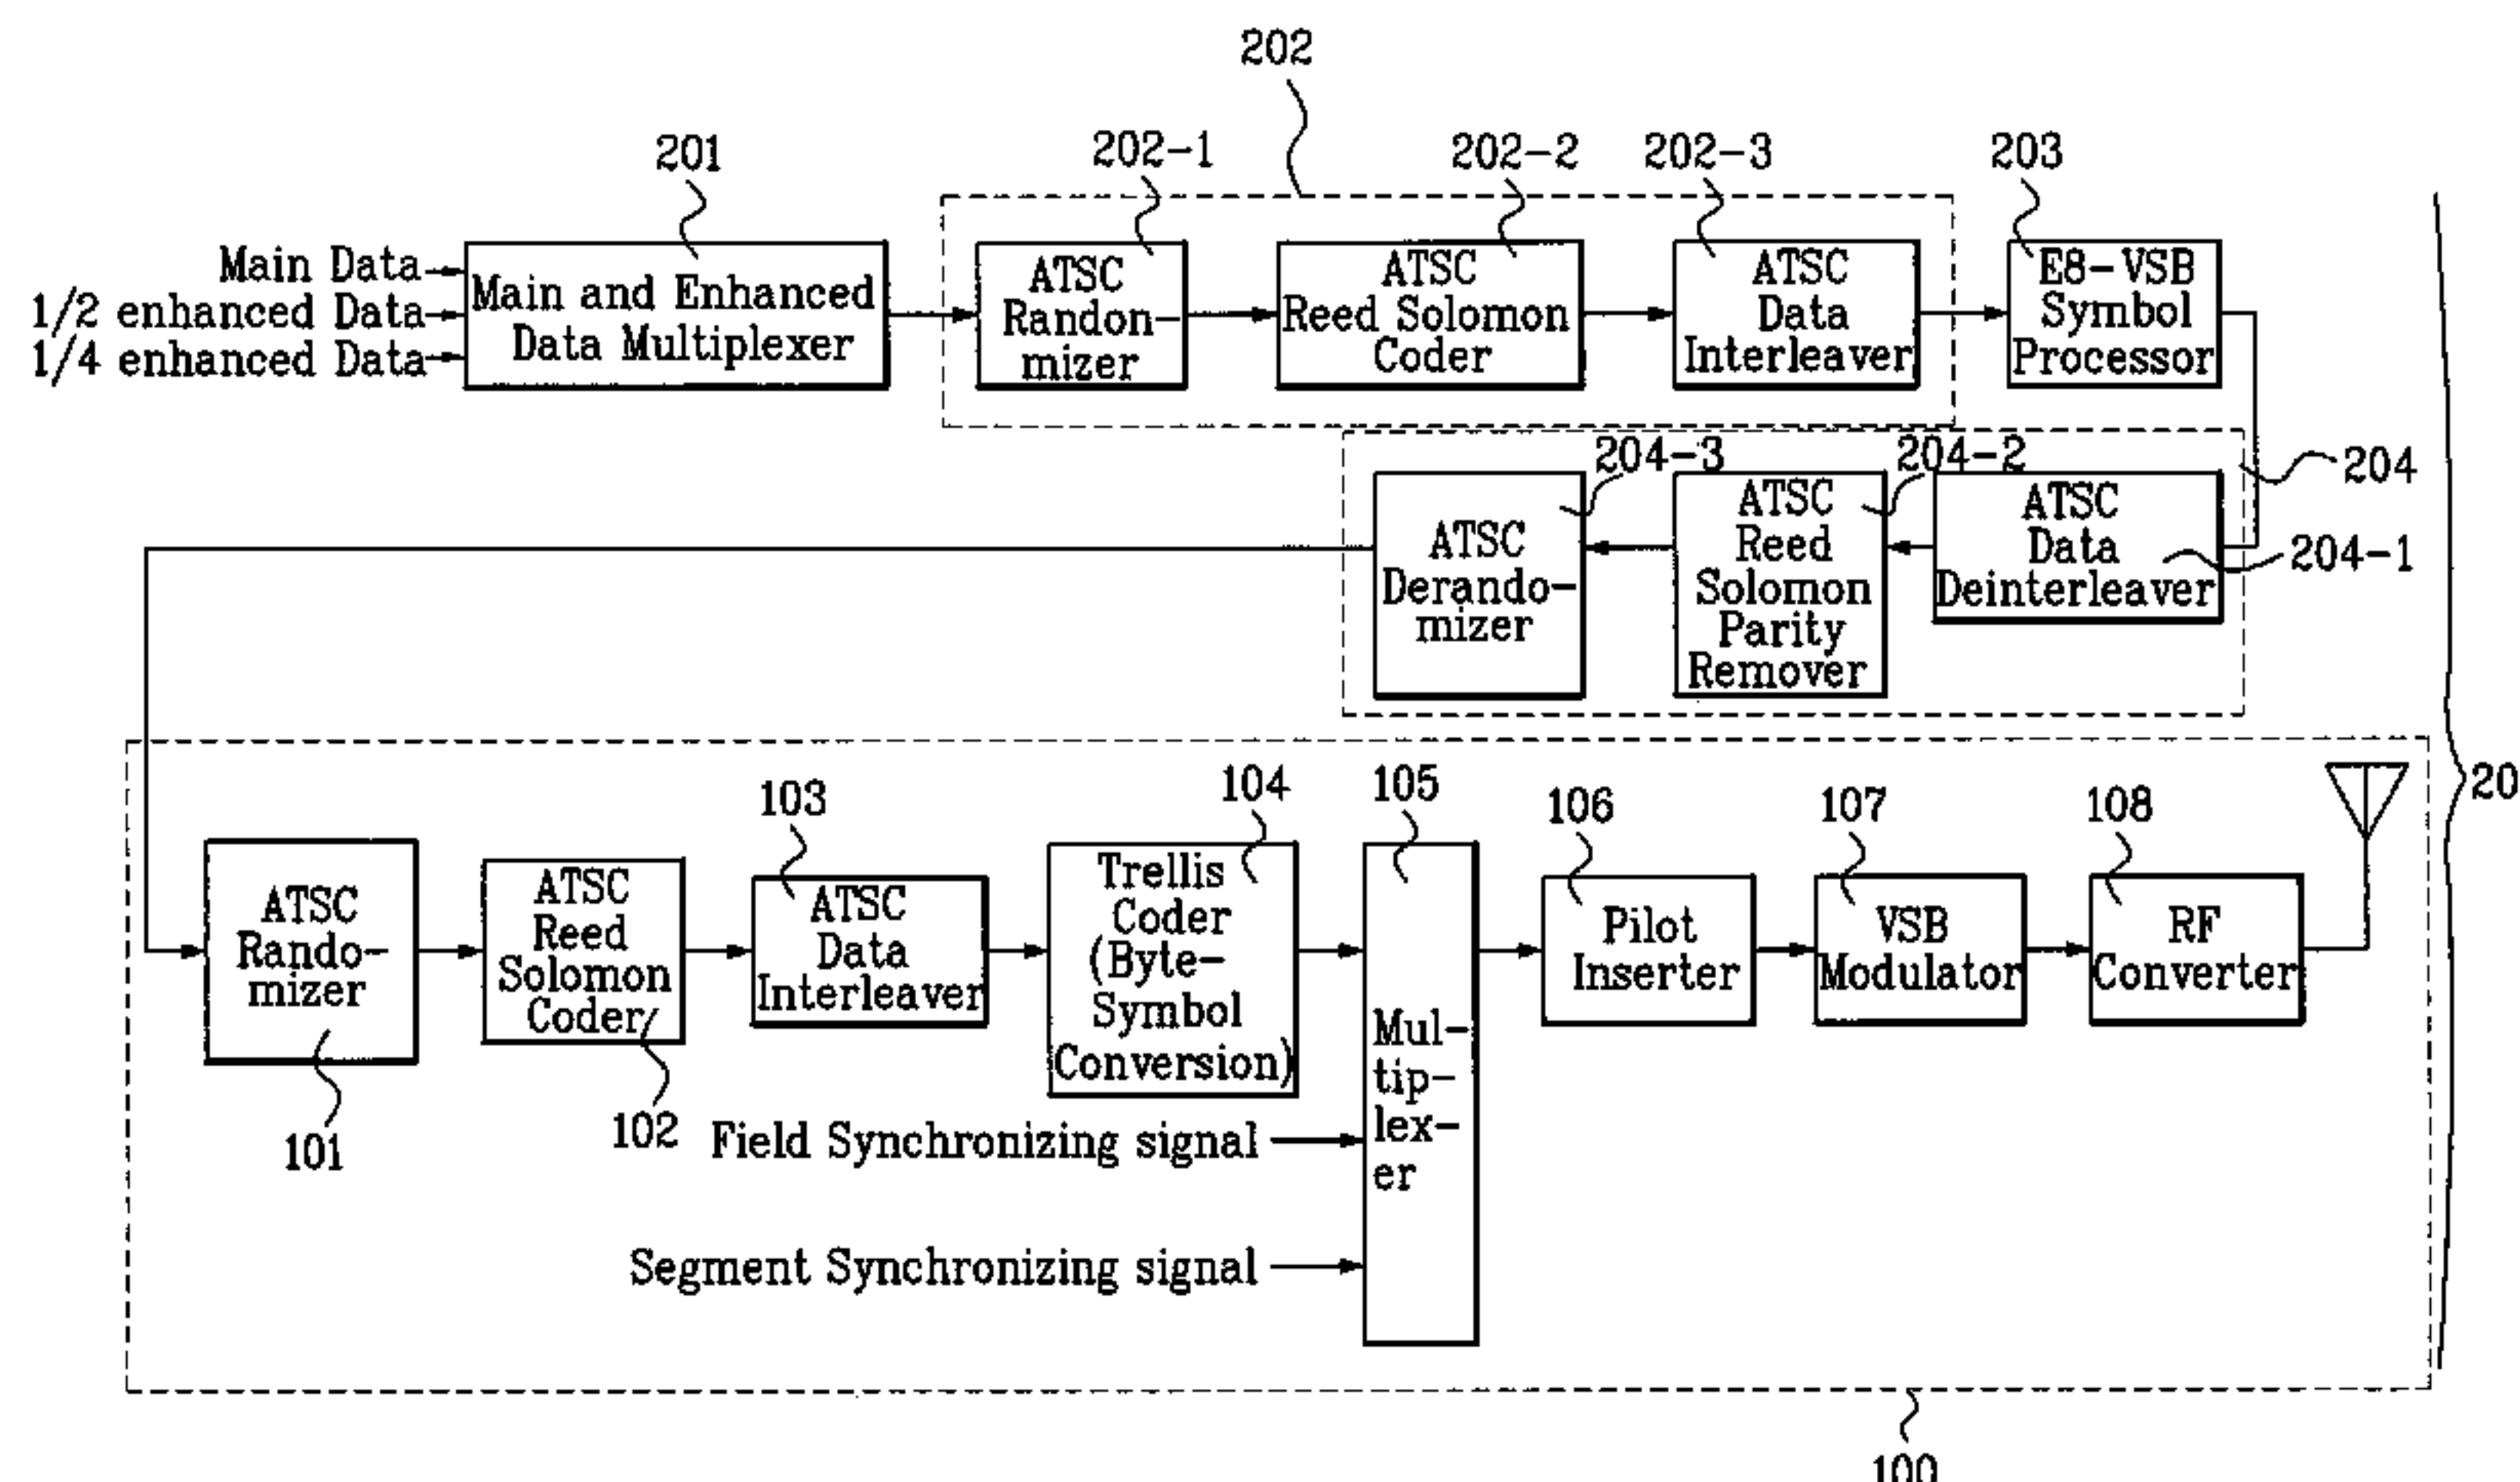 202
201
202-1
202-2
202-3
203
Main Data
1/2 enhanced Data
1/4 enhanced Data
Main and Enhanced
Data Multiplexer
ATSC
Randon-
mizer
ATSC
Reed Solomon
Coder
ATSC
Data
Interleaver
E8-VSB
Symbol
Processor
204-3
204-2
204
ATSC
Derando-
mizer
ATSC
Reed
Solomon
Parity
Remover
ATSC
Data
Deinterleaver
204-1
20
103
104
105
106
107
108
ATSC
Rando-
mizer
ATSC
Reed
Solomon
Coder
ATSC
Data
Interleaver
Trellis
Coder
(Byte-
Symbol
Conversion)
Mul-
tip-
lex-
er
Pilot
Inserter
VSB
Modulator
RF
Converter
101
102
Field Synchronizing signal
Segment Synchronizing signal
100